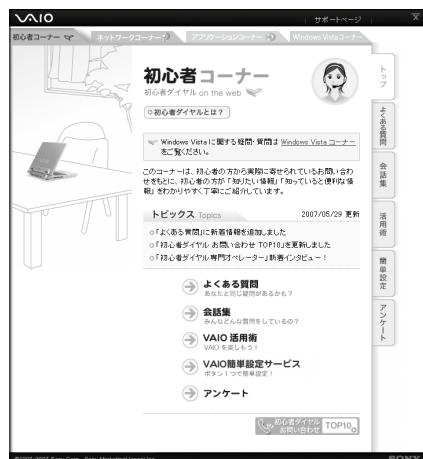 VAIO
サポートページ
X
初心者コーナー
ネットワークコーナー
アプリケーションコーナー
Windows Vistaコーナー
初心者コーナー
初心者ダイヤル on the web
初心者ダイヤルとは？
Windows Vistaに関する疑問・質問は Windows Vista コーナー
をご覧ください。
このコーナーは、初心者の方から実際に寄せられているお問い合わ
せをもとに、初心者の方が「知りたい情報」「知っていると便利な情
報」をわかりやすく丁寧にご紹介しています。
トピックス Topics
2007/05/29 更新
「よくある質問」に新着情報を追加しました
「初心者ダイヤル お問い合わせ TOP10」を更新しました
「初心者ダイヤル専門オペレーター」新着インタビュー！
よくある質問
あなたと同じ疑問があるかも？
会話集
みんなどんな質問をしているの？
VAIO 活用術
VAIO を楽しもう！
VAIO簡単設定サービス
ボタン１つで簡単設定！
アンケート
初心者ダイヤル
お問い合わせ
TOP10
トップ
よくある質問
会話集
活用術
簡単設定
アンケート
SONY